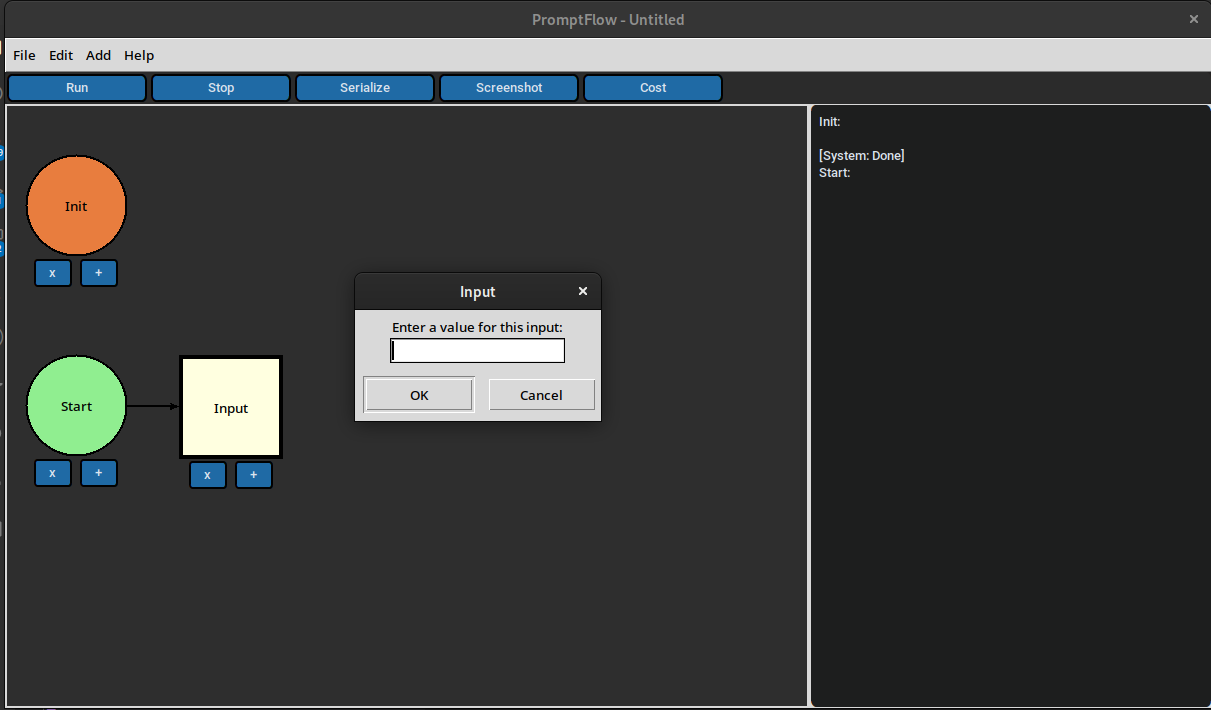 PromptFlow - Untitled
×
File Edit Add Help
Run Stop Serialize Screenshot Cost
Init
x +
Start
Input
x +
x +
Input
×
Enter a value for this input:
OK Cancel
Init:
[System: Done]
Start: